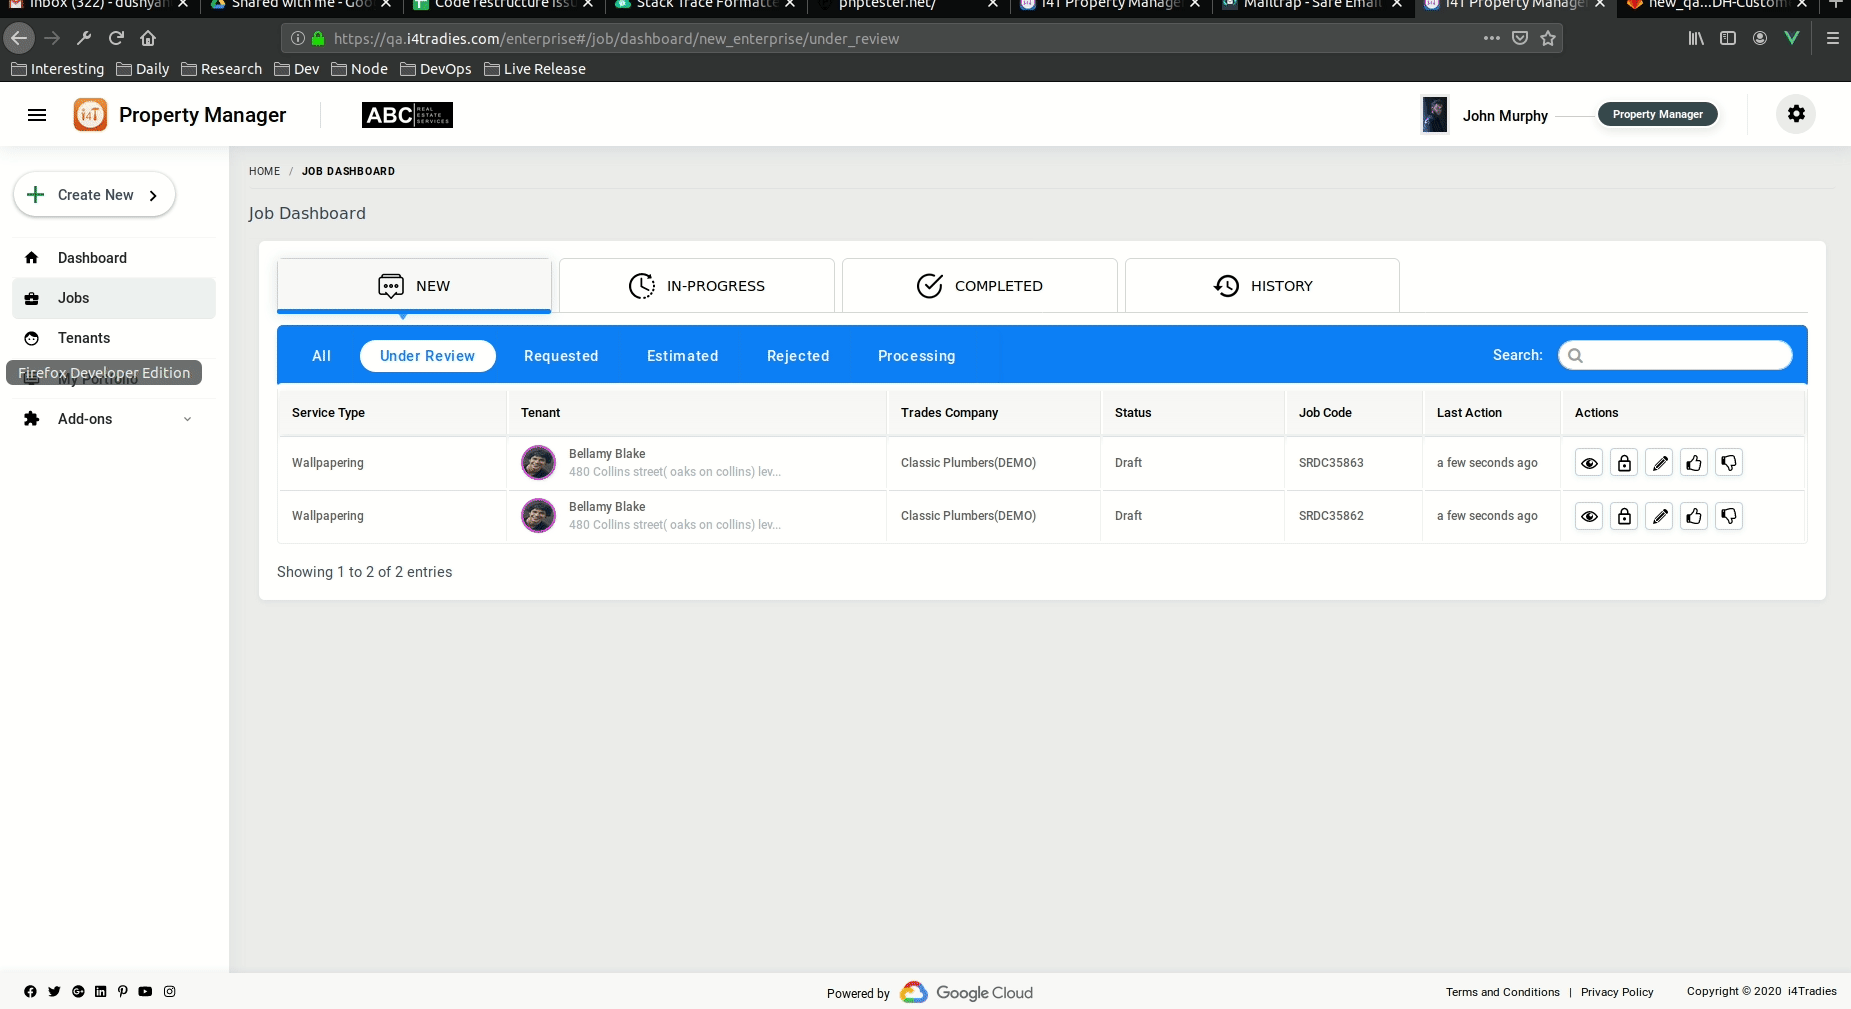 Inbox (322) - dushyan
Shared with me - Goo
Code restructure issu
Stack Trace Formatte
phptester.net/
i4T Property Manage
Mailtrap - Safe Email
i4T Property Manage
new_qa...DH-Custom
https://qa.i4tradies.com/enterprise#/job/dashboard/new_enterprise/under_review
Interesting Daily Research Dev Node DevOps Live Release
i4T Property Manager ABC REAL ESTATE SERVICES John Murphy Property Manager
Create New
HOME / JOB DASHBOARD
Job Dashboard
Dashboard
Jobs
Tenants
Firefox Developer Edition
My Portfolio
Add-ons
NEW IN-PROGRESS COMPLETED HISTORY
All Under Review Requested Estimated Rejected Processing Search:
Service Type Tenant Trades Company Status Job Code Last Action Actions
Wallpapering Bellamy Blake Classic Plumbers(DEMO) Draft SRDC35863 a few seconds ago
480 Collins street( oaks on collins) lev...
Wallpapering Bellamy Blake Classic Plumbers(DEMO) Draft SRDC35862 a few seconds ago
480 Collins street( oaks on collins) lev...
Showing 1 to 2 of 2 entries
Powered by Google Cloud
Terms and Conditions | Privacy Policy Copyright © 2020 i4Tradies